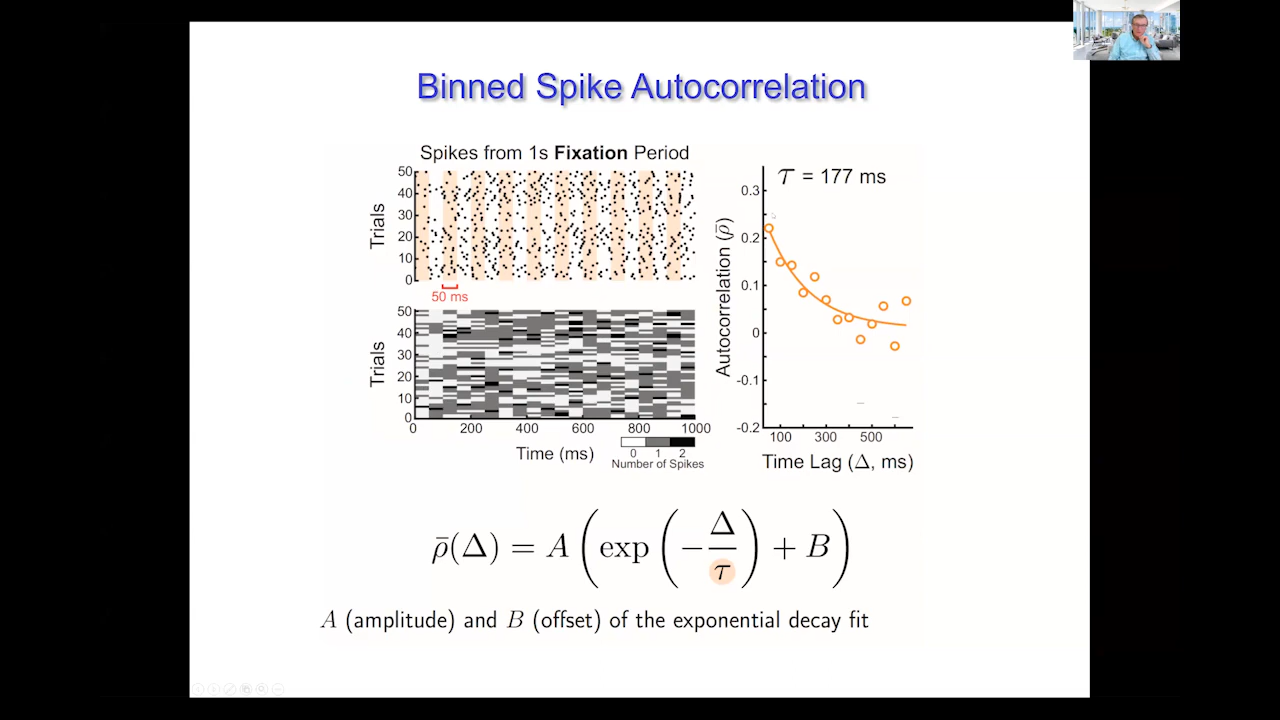 Binned Spike Autocorrelation
Spikes from 1s Fixation Period
Trials
50
40
30
20
10
0
50 ms
Trials
50
40
30
20
10
0
0 200 400 600 800 1000
Time (ms)
0 1 2
Number of Spikes
τ = 177 ms
Autocorrelation (ρ̄)
0.3
0.2
0.1
0
-0.1
-0.2
100 300 500
Time Lag (Δ, ms)
ρ̄(Δ) = A (exp (−Δ/τ) + B)
A (amplitude) and B (offset) of the exponential decay fit